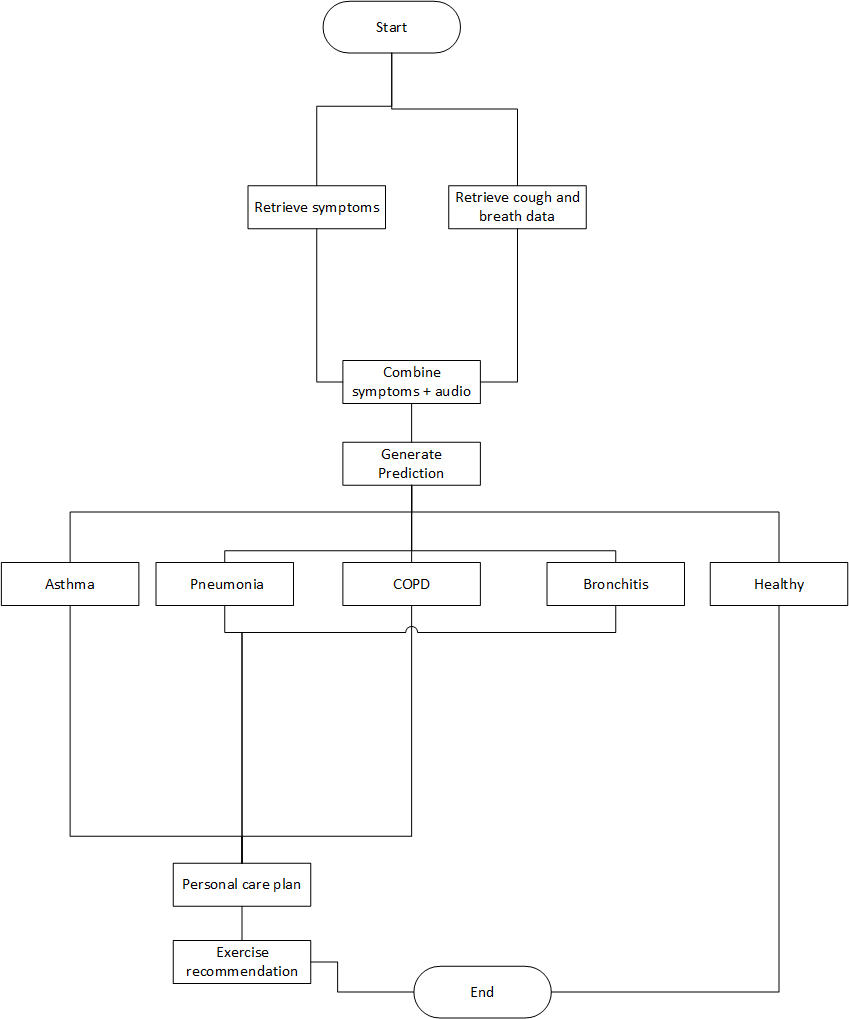 Start
Retrieve symptoms
Retrieve cough and
breath data
Combine
symptoms + audio
Generate
Prediction
Asthma
Pneumonia
COPD
Bronchitis
Healthy
Personal care plan
Exercise
recommendation
End